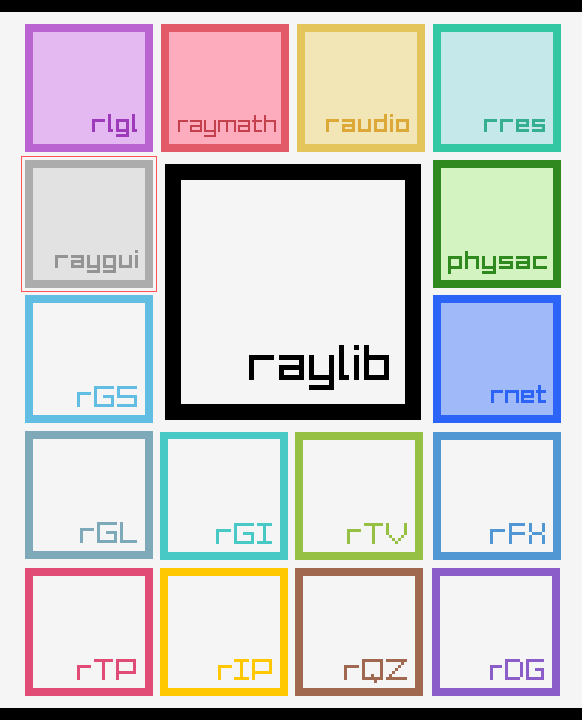 rlgl
raymath
raudio
rres
raygui
physac
raylib
rGS
rnet
rGL
rGI
rTV
rFX
rTP
rIP
rQZ
rDG